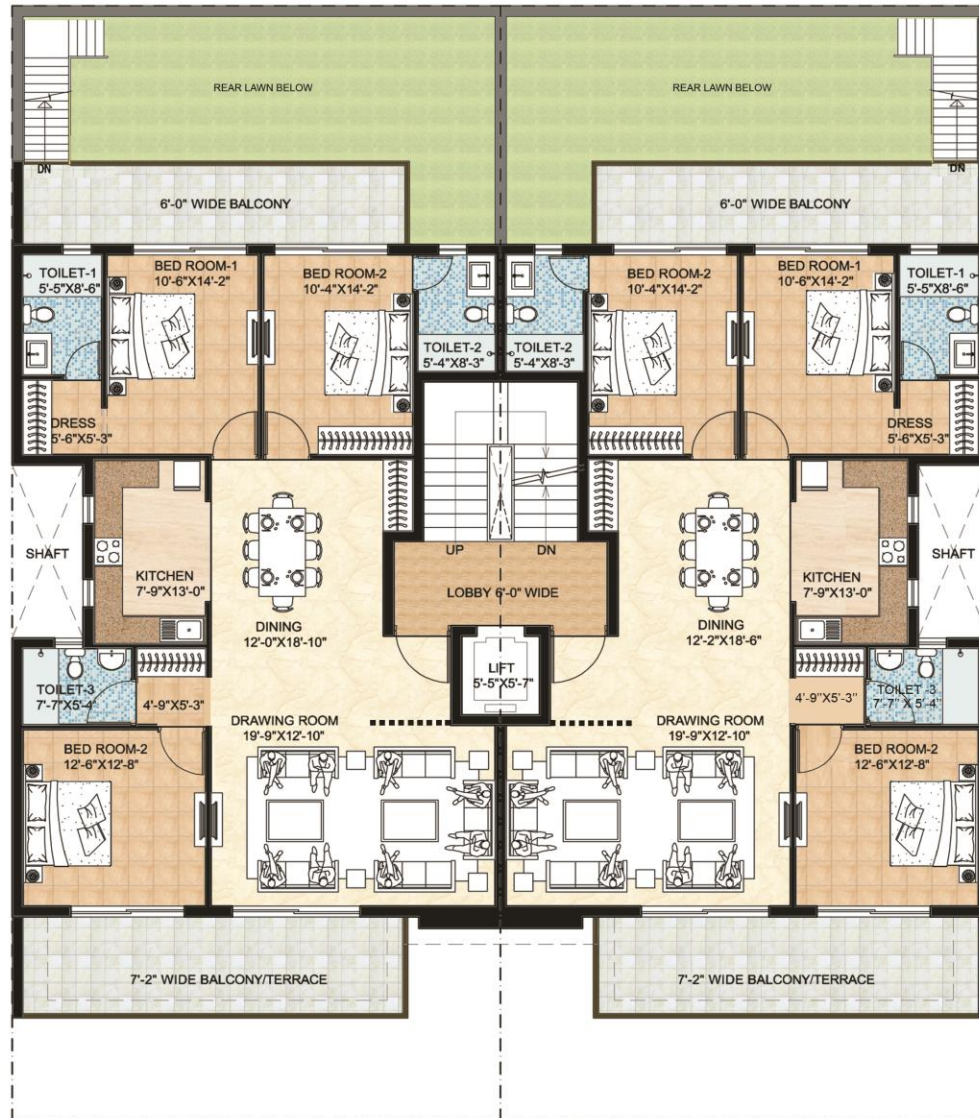 REAR LAWN BELOW
REAR LAWN BELOW
DN
DN
6'-0" WIDE BALCONY
6'-0" WIDE BALCONY
TOILET-1
5'-5"X8'-6"
BED ROOM-1
10'-6"X14'-2"
BED ROOM-2
10'-4"X14'-2"
BED ROOM-2
10'-4"X14'-2"
BED ROOM-1
10'-6"X14'-2"
TOILET-1
5'-5"X8'-6"
TOILET-2
5'-4"X8'-3"
TOILET-2
5'-4"X8'-3"
DRESS
5'-6"X5'-3"
DRESS
5'-6"X5'-3"
SHAFT
KITCHEN
7'-9"X13'-0"
UP
DN
LOBBY 6'-0" WIDE
KITCHEN
7'-9"X13'-0"
SHAFT
DINING
12'-0"X18'-10"
DINING
12'-2"X18'-6"
LIFT
5'-5"X5'-7"
TOILET-3
7'-7"X5'-4"
4'-9"X5'-3"
4'-9"X5'-3"
TOILET -3
7'-7" X 5'-4"
DRAWING ROOM
19'-9"X12'-10"
DRAWING ROOM
19'-9"X12'-10"
BED ROOM-2
12'-6"X12'-8"
BED ROOM-2
12'-6"X12'-8"
7'-2" WIDE BALCONY/TERRACE
7'-2" WIDE BALCONY/TERRACE